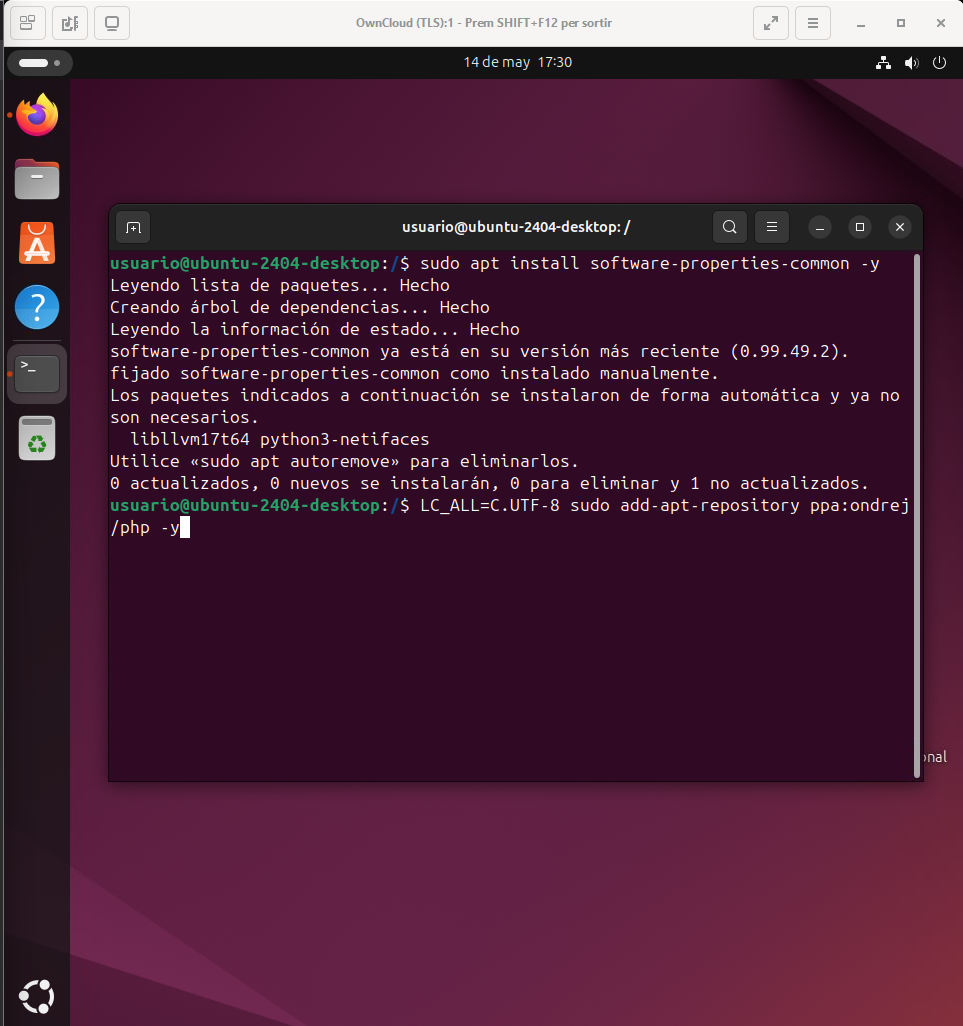 OwnCloud (TLS):1 - Prem SHIFT+F12 per sortir
14 de may 17:30
usuario@ubuntu-2404-desktop: /
usuario@ubuntu-2404-desktop:/$ sudo apt install software-properties-common -y
Leyendo lista de paquetes... Hecho
Creando árbol de dependencias... Hecho
Leyendo la información de estado... Hecho
software-properties-common ya está en su versión más reciente (0.99.49.2).
fijado software-properties-common como instalado manualmente.
Los paquetes indicados a continuación se instalaron de forma automática y ya no
son necesarios.
  libllvm17t64 python3-netifaces
Utilice «sudo apt autoremove» para eliminarlos.
0 actualizados, 0 nuevos se instalarán, 0 para eliminar y 1 no actualizados.
usuario@ubuntu-2404-desktop:/$ LC_ALL=C.UTF-8 sudo add-apt-repository ppa:ondrej
/php -y